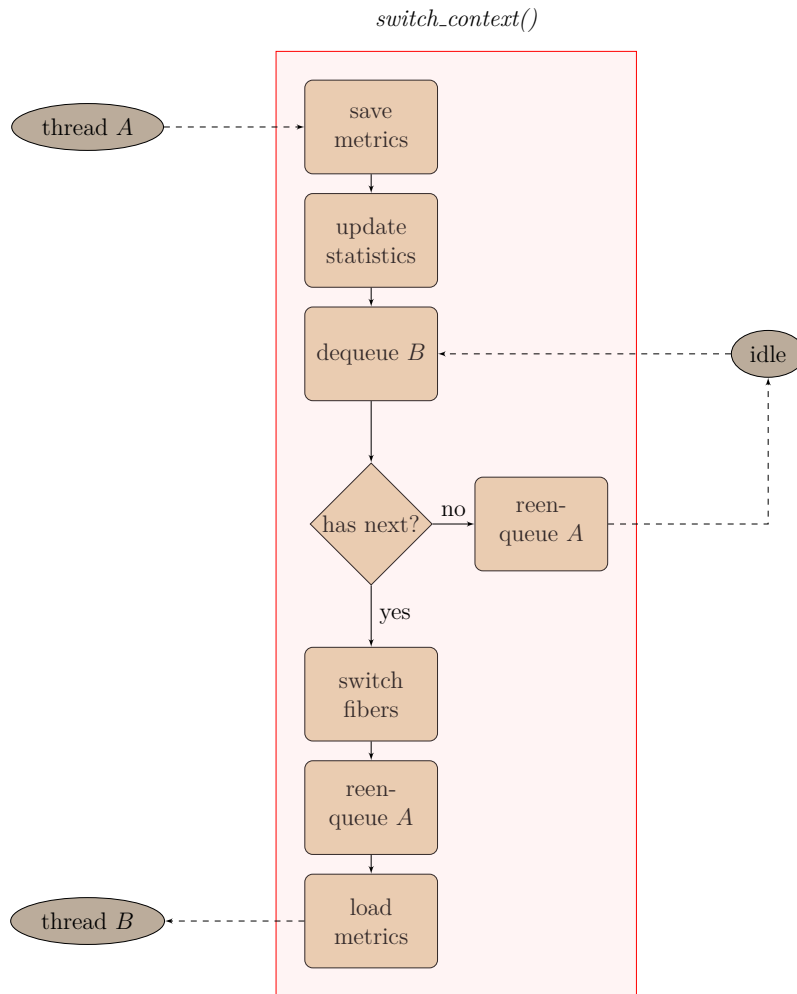 switch_context()
thread A
save
metrics
update
statistics
dequeue B
idle
has next?
no
reen-
queue A
yes
switch
fibers
reen-
queue A
thread B
load
metrics